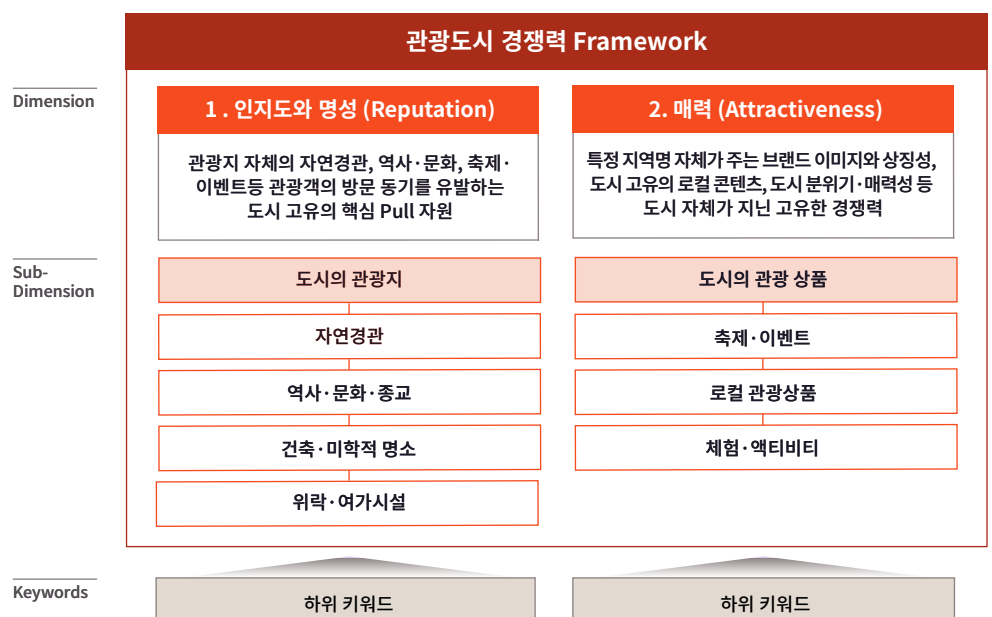 관광도시 경쟁력 Framework
Dimension
1 . 인지도와 명성 (Reputation)
관광지 자체의 자연경관, 역사·문화, 축제·
이벤트등 관광객의 방문 동기를 유발하는
도시 고유의 핵심 Pull 자원
2. 매력 (Attractiveness)
특정 지역명 자체가 주는 브랜드 이미지와 상징성,
도시 고유의 로컬 콘텐츠, 도시 분위기·매력성 등
도시 자체가 지닌 고유한 경쟁력
Sub-
Dimension
도시의 관광지
자연경관
역사·문화·종교
건축·미학적 명소
위락·여가시설
도시의 관광 상품
축제·이벤트
로컬 관광상품
체험·액티비티
Keywords
하위 키워드
하위 키워드